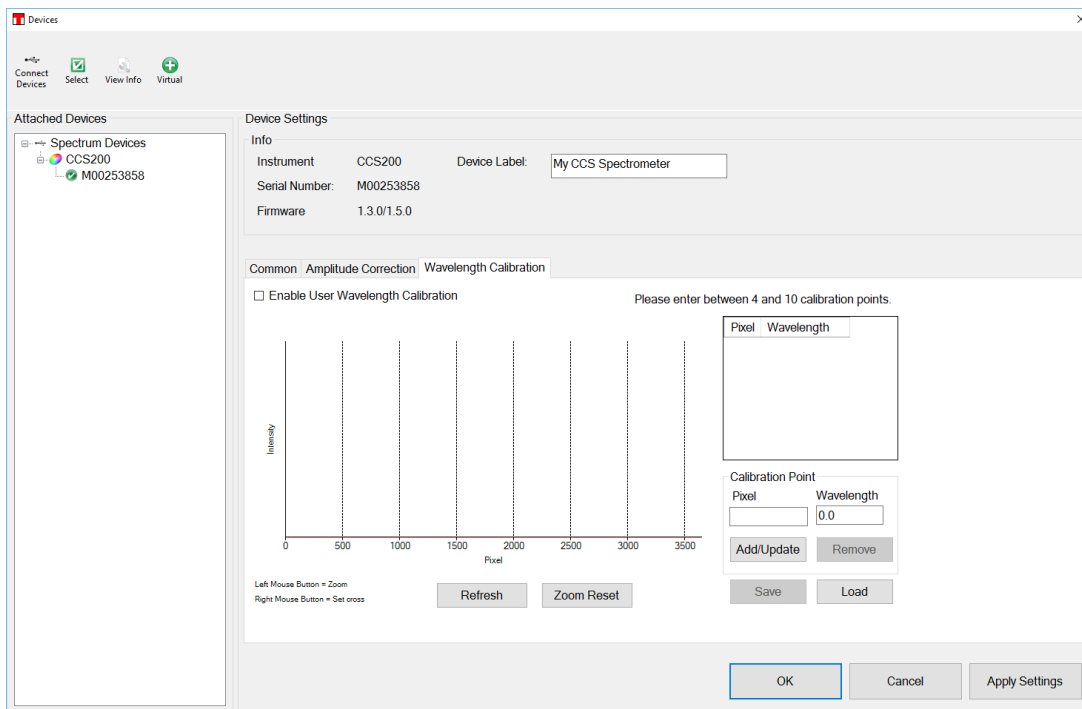 Devices
Connect Devices
Select
View Info
Virtual
Attached Devices
Spectrum Devices
CCS200
M00253858
Device Settings
Info
Instrument CCS200 Device Label: My CCS Spectrometer
Serial Number: M00253858
Firmware 1.3.0/1.5.0
Common Amplitude Correction Wavelength Calibration
Enable User Wavelength Calibration
Please enter between 4 and 10 calibration points.
Intensity
0 500 1000 1500 2000 2500 3000 3500
Pixel
Left Mouse Button = Zoom
Right Mouse Button = Set cross
Refresh Zoom Reset
Pixel Wavelength
Calibration Point
Pixel Wavelength
0.0
Add/Update Remove
Save Load
OK Cancel Apply Settings